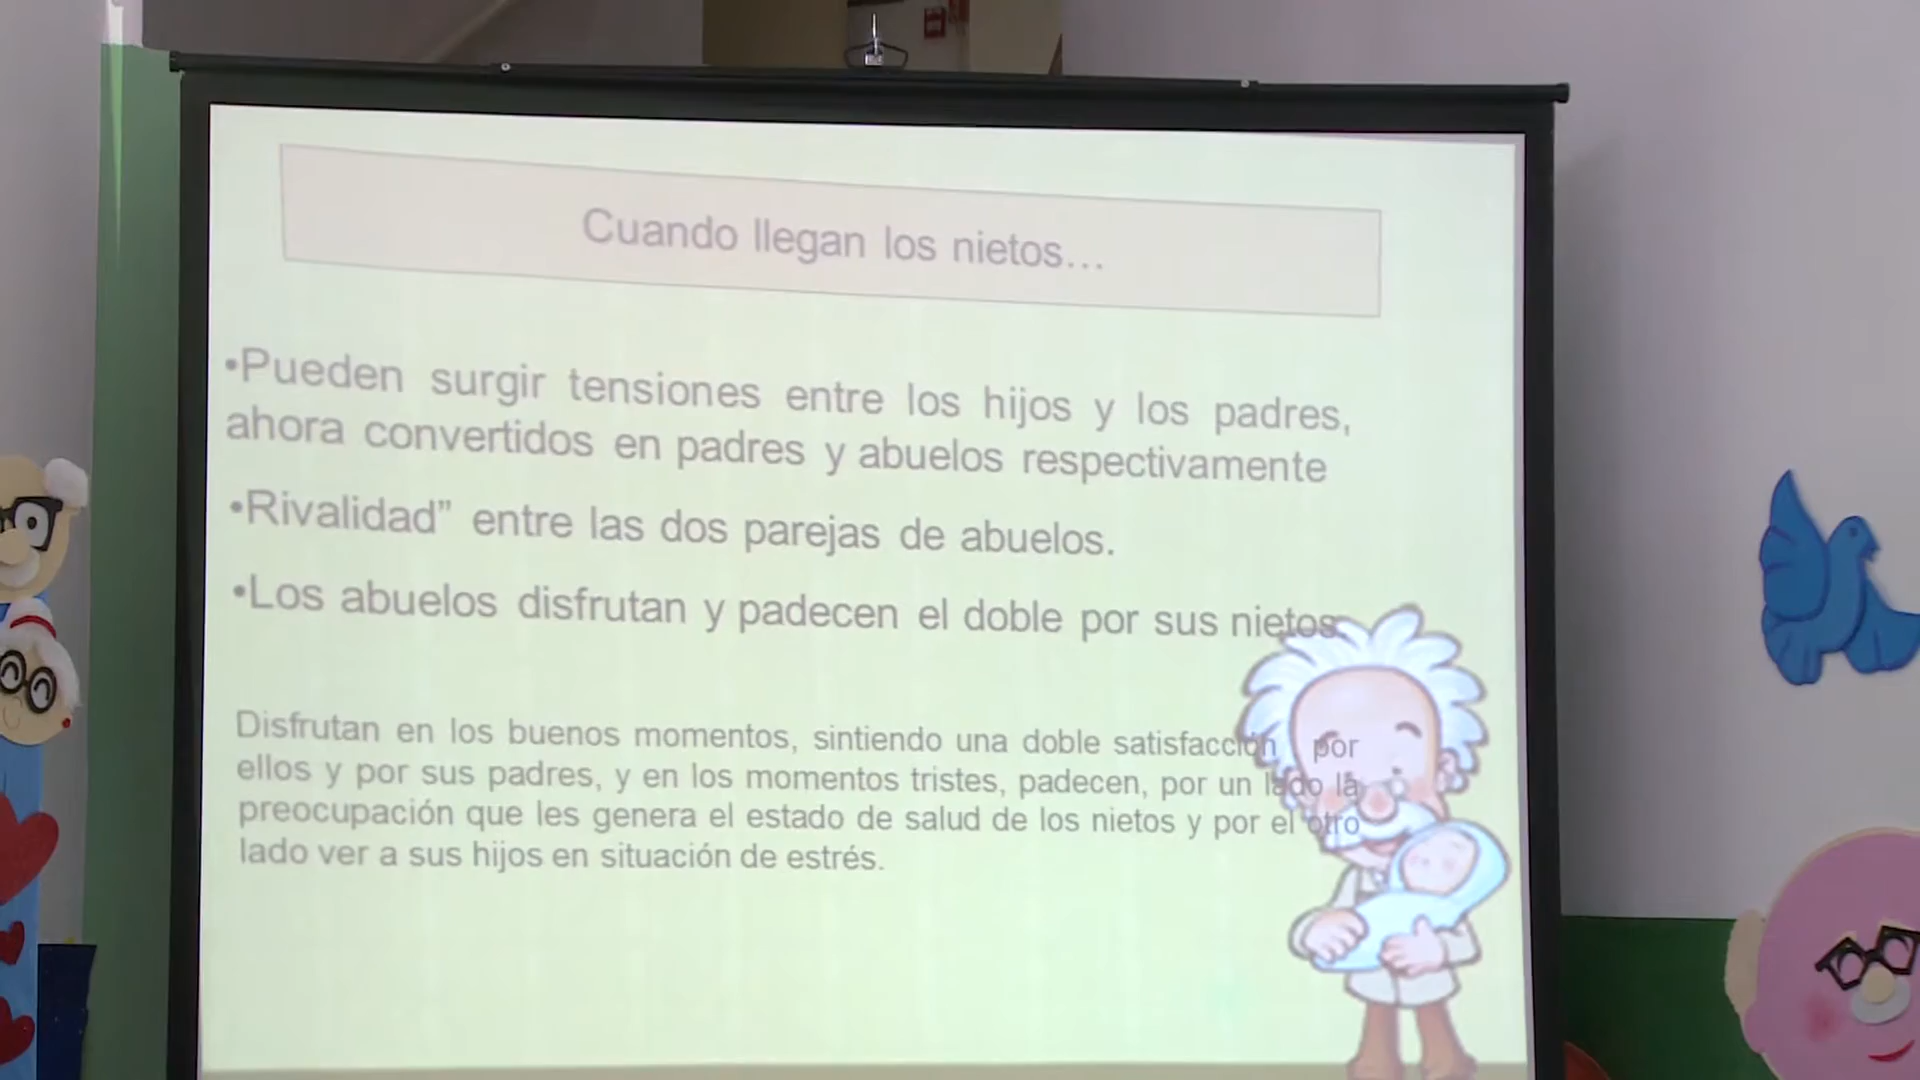 Cuando llegan los nietos...
•Pueden surgir tensiones entre los hijos y los padres,
ahora convertidos en padres y abuelos respectivamente
•Rivalidad” entre las dos parejas de abuelos.
•Los abuelos disfrutan y padecen el doble por sus nietos.
Disfrutan en los buenos momentos, sintiendo una doble satisfacción por
ellos y por sus padres, y en los momentos tristes, padecen, por un lado la
preocupación que les genera el estado de salud de los nietos y por el otro
lado ver a sus hijos en situación de estrés.